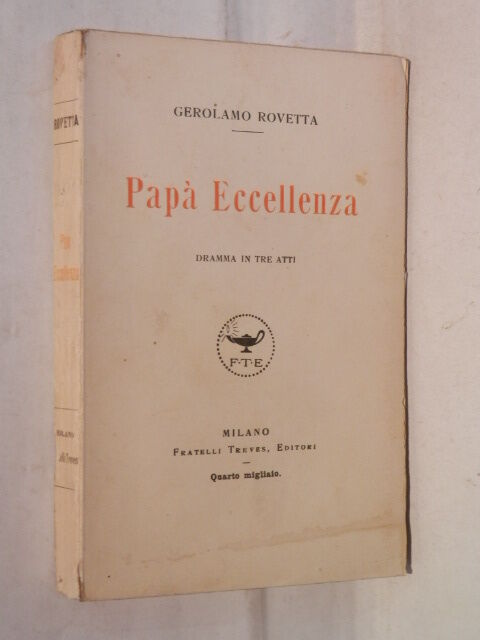 GEROLAMO ROVETTA
Papà Eccellenza
DRAMMA IN TRE ATTI
F·T·E
MILANO
FRATELLI TREVES, EDITORI
Quarto migliaio.
ROVETTA
Papà
Eccellenza
MILANO
Treves